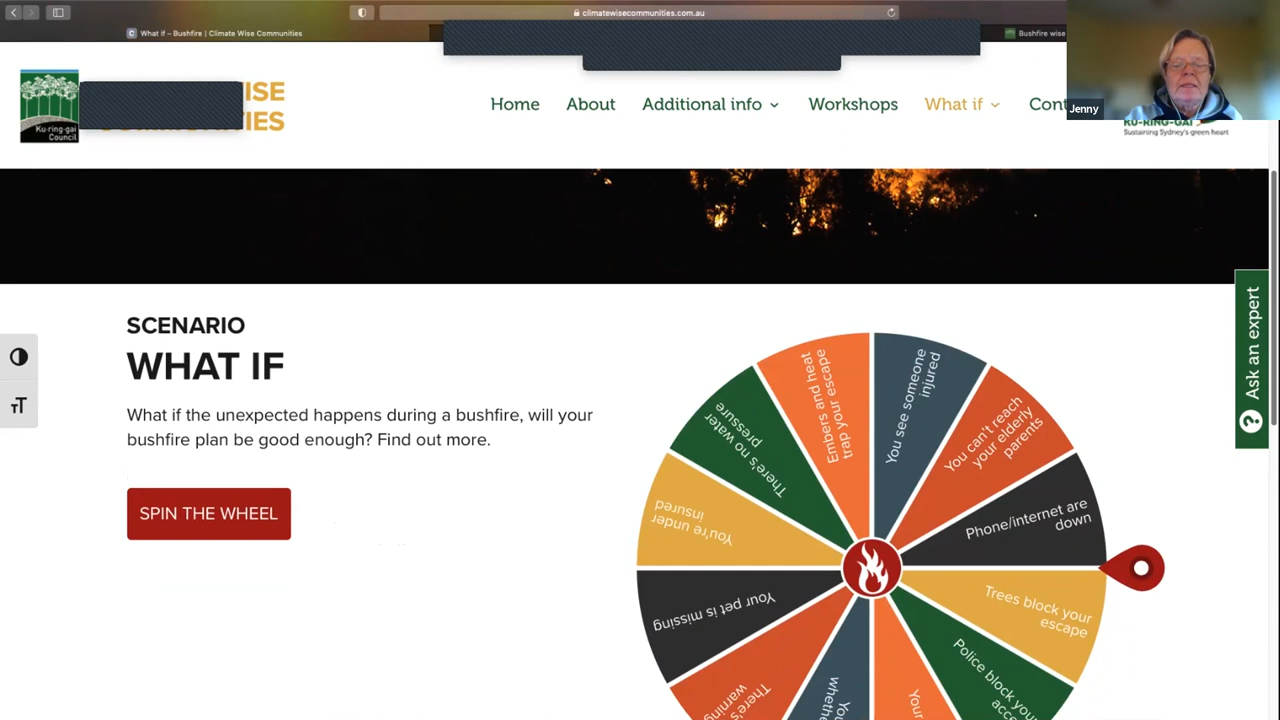 climatewisecommunities.com.au
C What if – Bushfire | Climate Wise Communities
Bushfire wise
Ku-ring-gai
Council
ISE
ITIES
Home
About
Additional info
Workshops
What if
Jenny
KU-RING-GAI
Sustaining Sydney's green heart
SCENARIO
WHAT IF
What if the unexpected happens during a bushfire, will your
bushfire plan be good enough? Find out more.
SPIN THE WHEEL
Embers and heat
trap your escape
You see someone
injured
You can't reach
your elderly
parents
Phone/internet are
down
Trees block your
escape
Police block your
Your
There's
warning
Your pet is missing
You're under
insured
There's no water
pressure
Ask an expert
?
TT